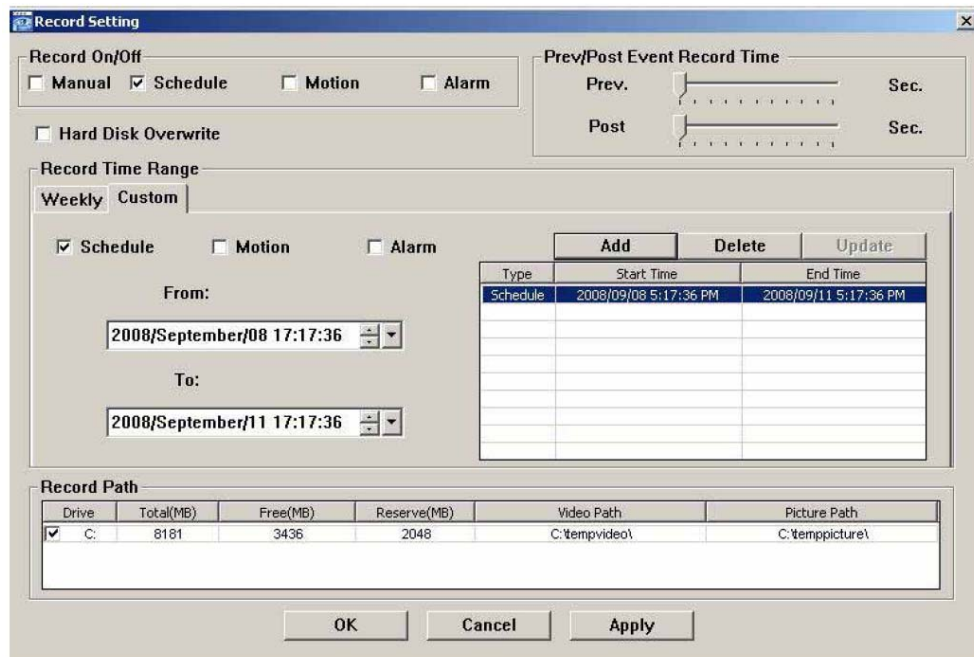 Record Setting
Record On/Off
Manual Schedule Motion Alarm
Prev/Post Event Record Time
Prev. Sec.
Post Sec.
Hard Disk Overwrite
Record Time Range
Weekly Custom
Schedule Motion Alarm
From:
2008/September/08 17:17:36
To:
2008/September/11 17:17:36
Add Delete Update
Type Start Time End Time
Schedule 2008/09/08 5:17:36 PM 2008/09/11 5:17:36 PM
Record Path
Drive Total(MB) Free(MB) Reserve(MB) Video Path Picture Path
C: 8181 3436 2048 C:\tempvideo\ C:\temppicture\
OK Cancel Apply